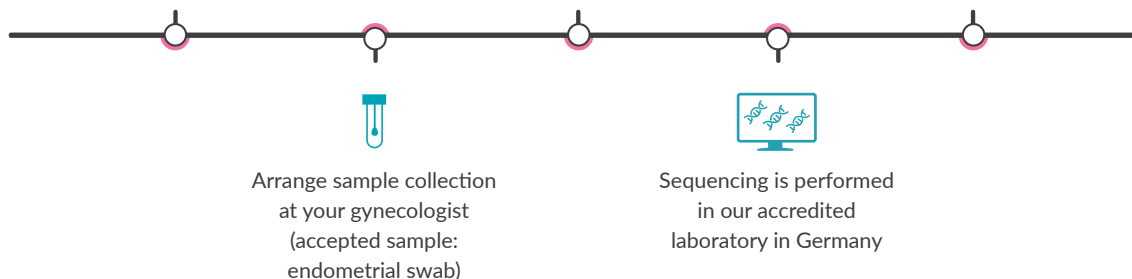 Arrange sample collection
at your gynecologist
(accepted sample:
endometrial swab)
Sequencing is performed
in our accredited
laboratory in Germany